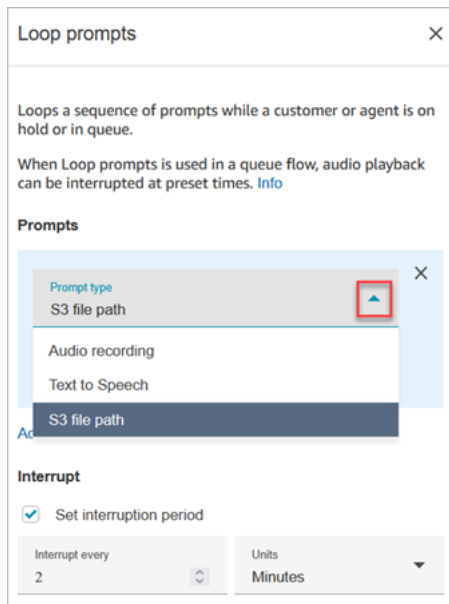 Loop prompts
Loops a sequence of prompts while a customer or agent is on
hold or in queue.
When Loop prompts is used in a queue flow, audio playback
can be interrupted at preset times. Info
Prompts
Prompt type
S3 file path
Audio recording
Text to Speech
S3 file path
Interrupt
Set interruption period
Interrupt every
2
Units
Minutes